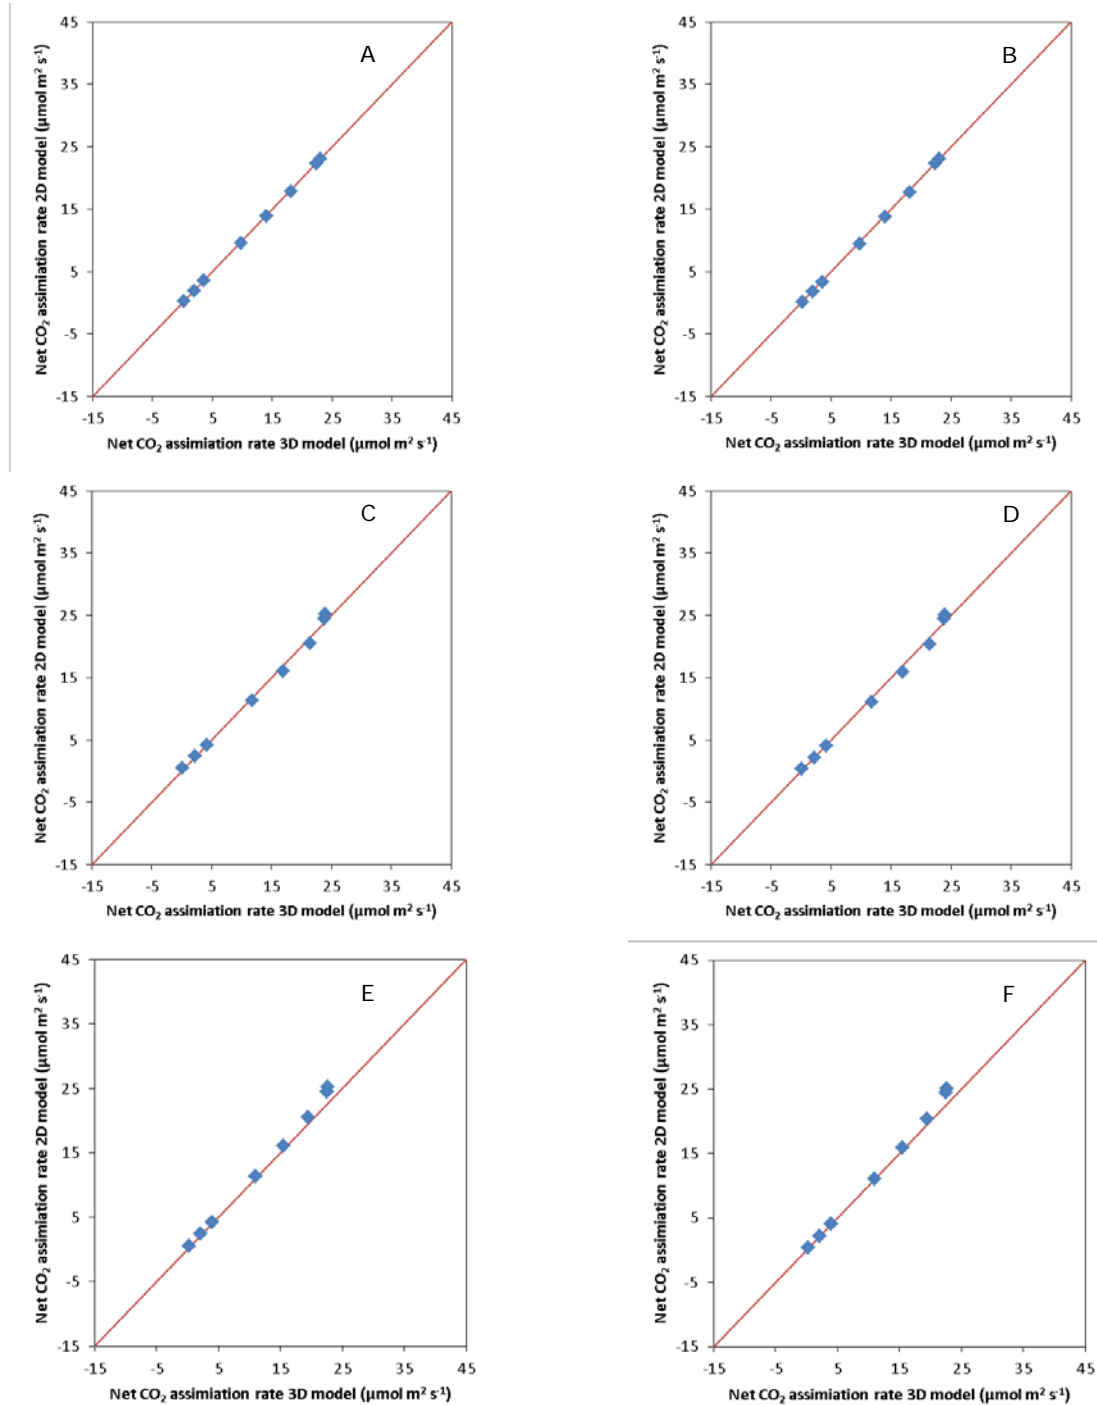 45
35
25
15
5
-5
-15
A
-15 -5 5 15 25 35 45
Net CO₂ assimiation rate 2D model (µmol m² s⁻¹)
Net CO₂ assimiation rate 3D model (µmol m² s⁻¹)
45
35
25
15
5
-5
-15
B
-15 -5 5 15 25 35 45
Net CO₂ assimiation rate 2D model (µmol m² s⁻¹)
Net CO₂ assimiation rate 3D model (µmol m² s⁻¹)
45
35
25
15
5
-5
-15
C
-15 -5 5 15 25 35 45
Net CO₂ assimiation rate 2D model (µmol m² s⁻¹)
Net CO₂ assimiation rate 3D model (µmol m² s⁻¹)
45
35
25
15
5
-5
-15
D
-15 -5 5 15 25 35 45
Net CO₂ assimiation rate 2D model (µmol m² s⁻¹)
Net CO₂ assimiation rate 3D model (µmol m² s⁻¹)
45
35
25
15
5
-5
-15
E
-15 -5 5 15 25 35 45
Net CO₂ assimiation rate 2D model (µmol m² s⁻¹)
Net CO₂ assimiation rate 3D model (µmol m² s⁻¹)
45
35
25
15
5
-5
-15
F
-15 -5 5 15 25 35 45
Net CO₂ assimiation rate 2D model (µmol m² s⁻¹)
Net CO₂ assimiation rate 3D model (µmol m² s⁻¹)